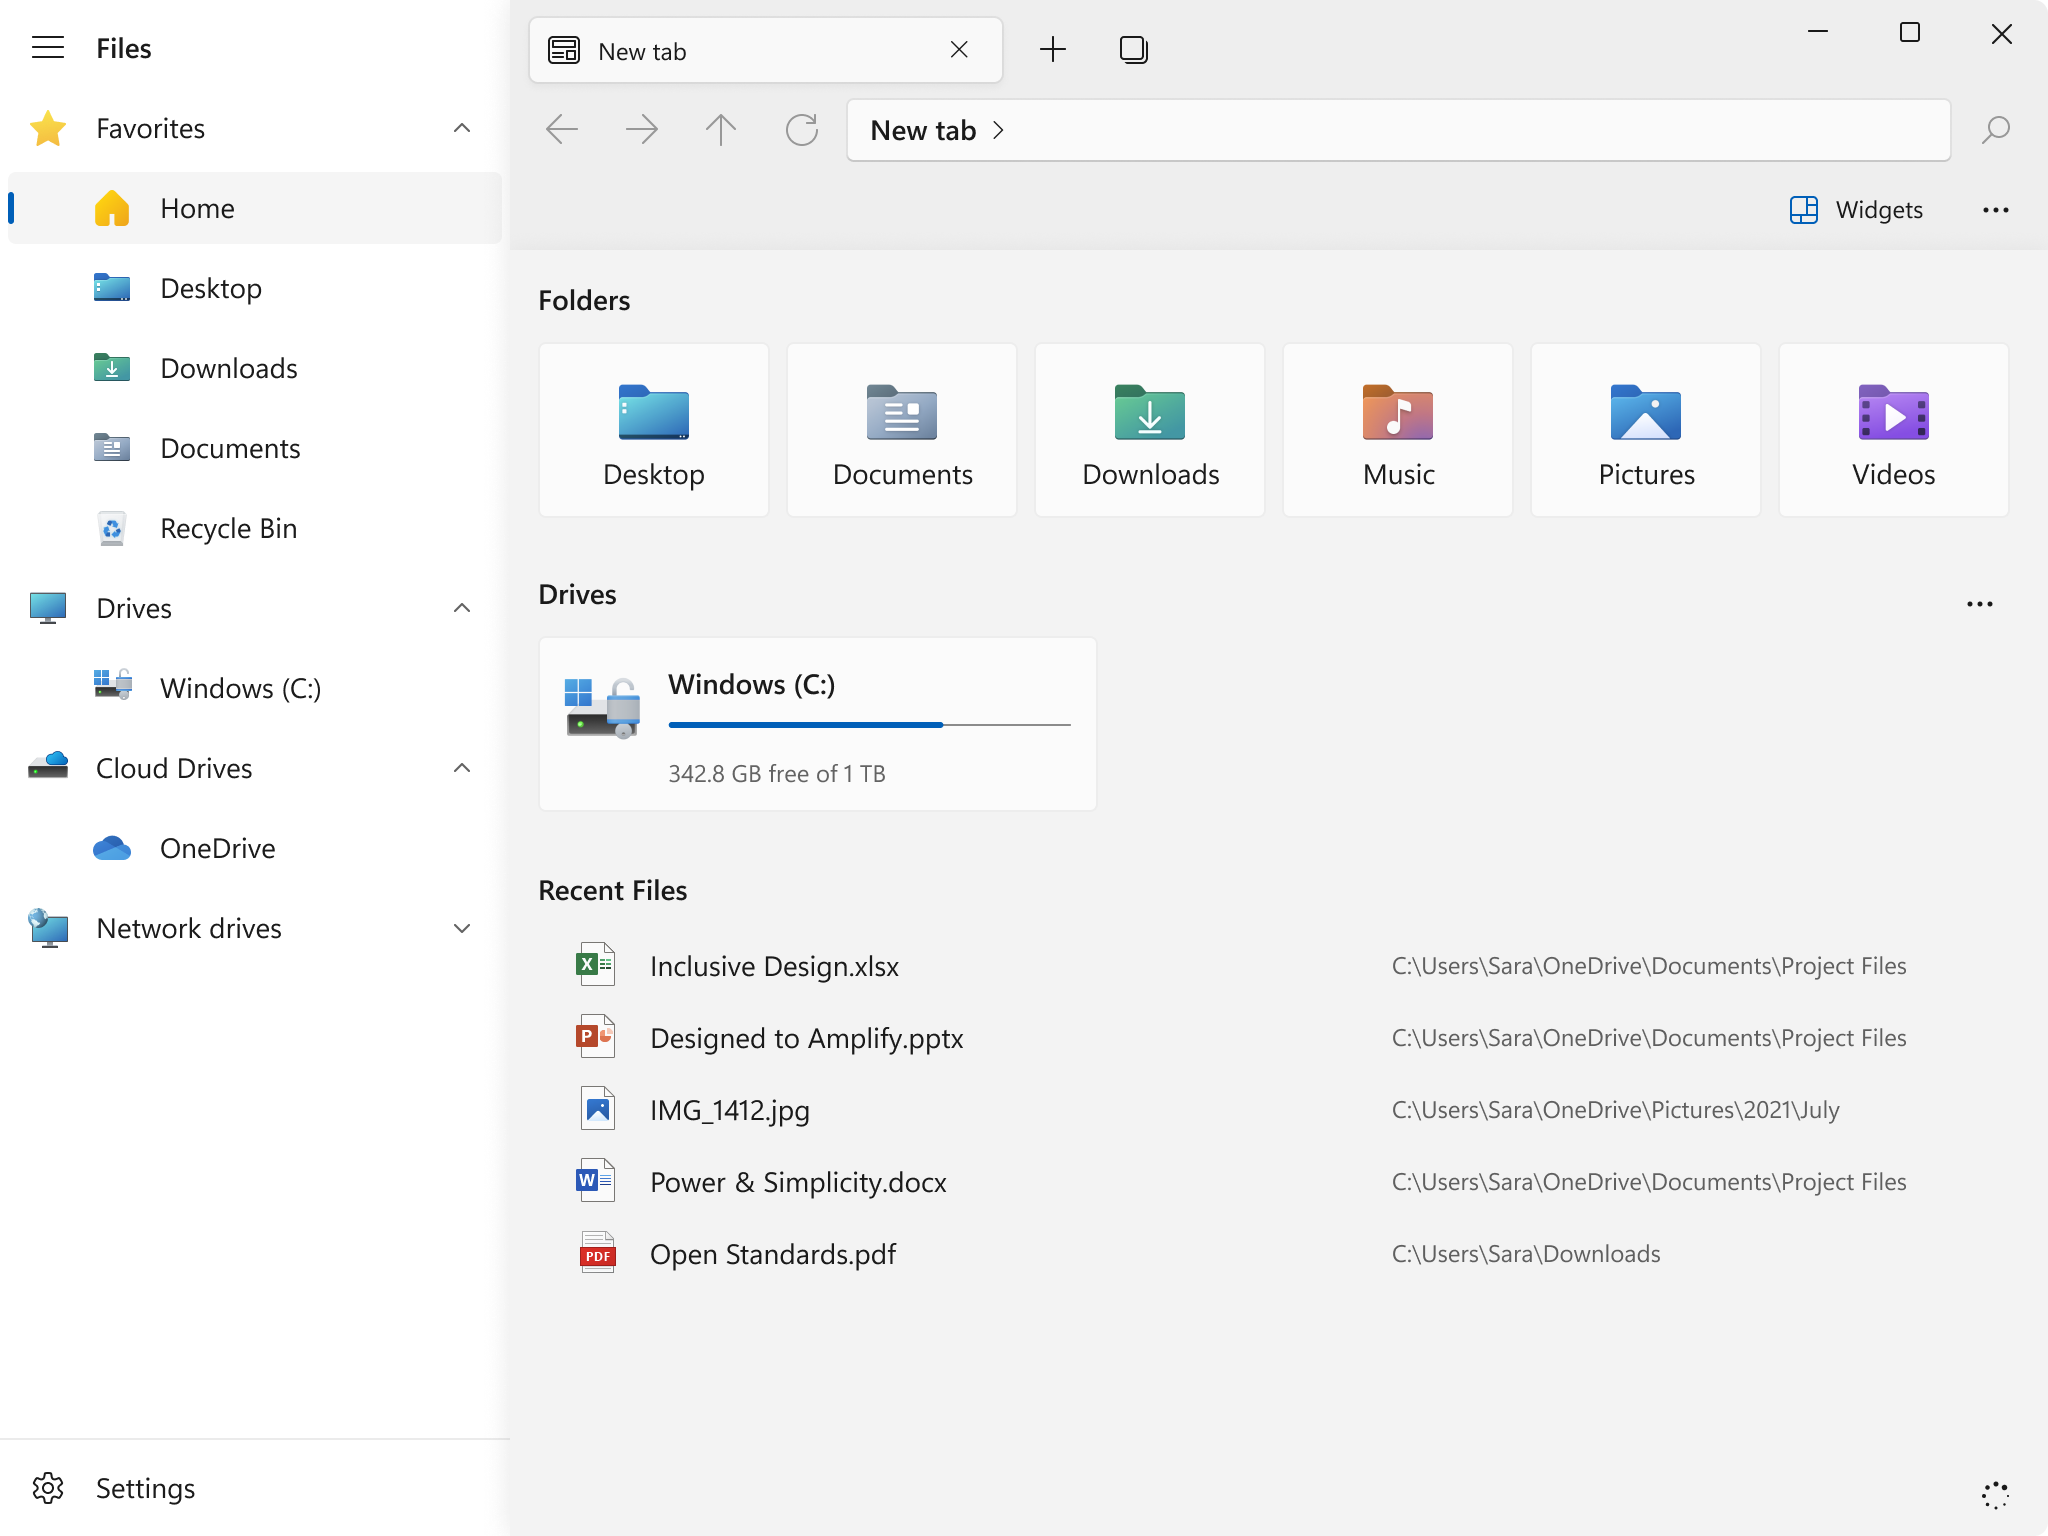 Files
Favorites
Home
Desktop
Downloads
Documents
Recycle Bin
Drives
Windows (C:)
Cloud Drives
OneDrive
Network drives
Settings
New tab
New tab
Widgets
Folders
Desktop
Documents
Downloads
Music
Pictures
Videos
Drives
Windows (C:)
342.8 GB free of 1 TB
Recent Files
X Inclusive Design.xlsx C:\Users\Sara\OneDrive\Documents\Project Files
P Designed to Amplify.pptx C:\Users\Sara\OneDrive\Documents\Project Files
IMG_1412.jpg C:\Users\Sara\OneDrive\Pictures\2021\July
W Power & Simplicity.docx C:\Users\Sara\OneDrive\Documents\Project Files
PDF Open Standards.pdf C:\Users\Sara\Downloads